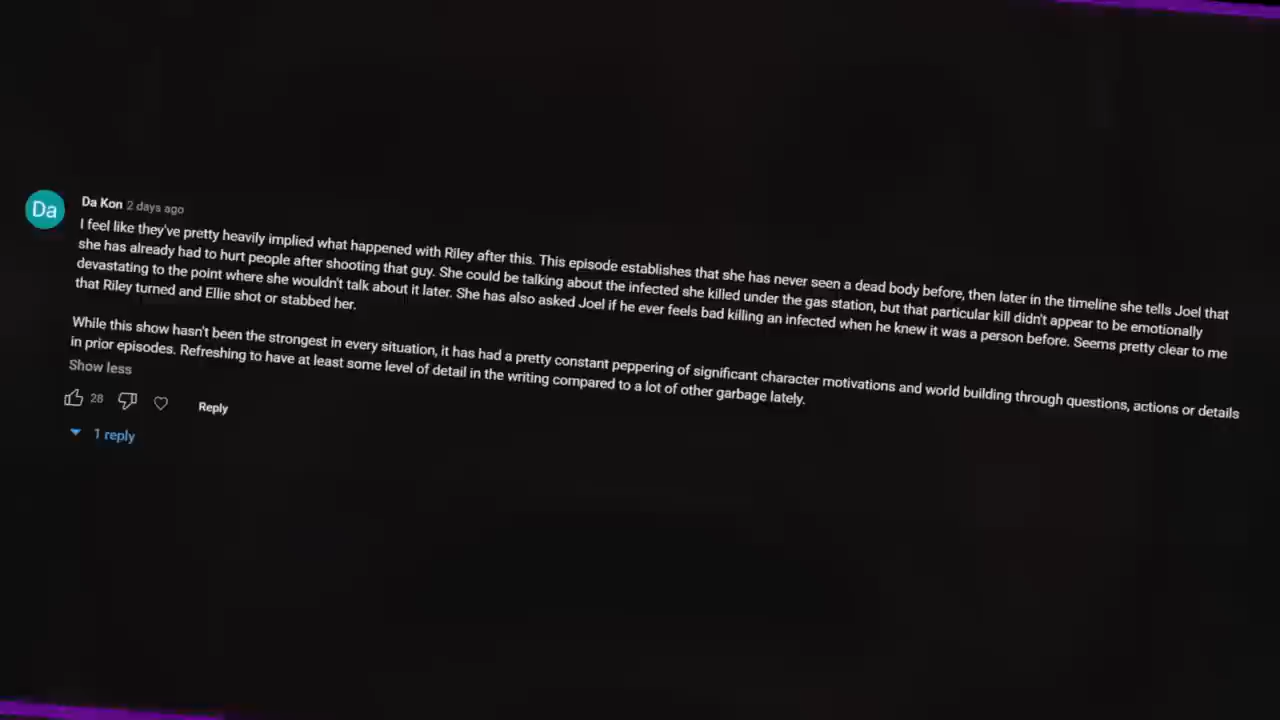 Da
Da Kon 2 days ago
I feel like they've pretty heavily implied what happened with Riley after this. This episode establishes that she has never seen a dead body before, then later in the timeline she tells Joel that
she has already had to hurt people after shooting that guy. She could be talking about the infected she killed under the gas station, but that particular kill didn't appear to be emotionally
devastating to the point where she wouldn't talk about it later. She has also asked Joel if he ever feels bad killing an infected when he knew it was a person before. Seems pretty clear to me
that Riley turned and Ellie shot or stabbed her.
While this show hasn't been the strongest in every situation, it has had a pretty constant peppering of significant character motivations and world building through questions, actions or details
in prior episodes. Refreshing to have at least some level of detail in the writing compared to a lot of other garbage lately.
Show less
28 Reply
1 reply